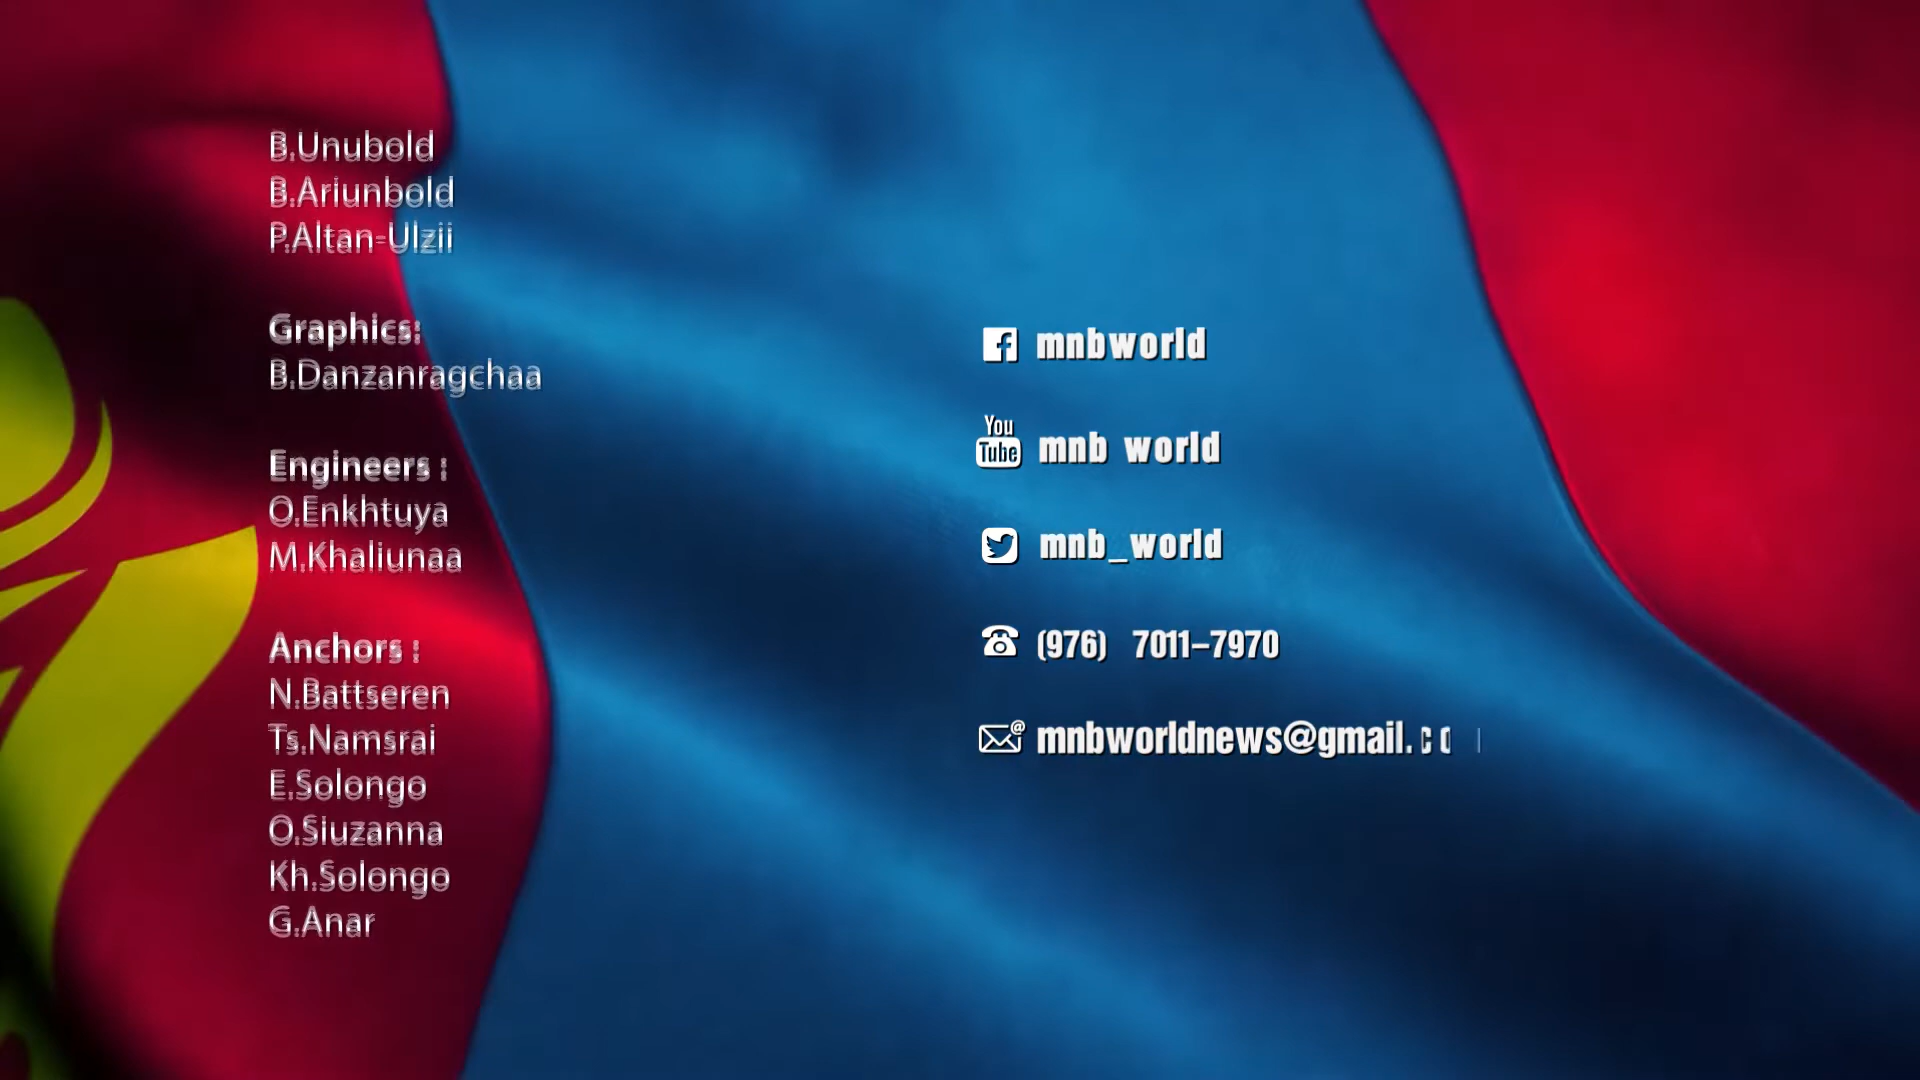 B.Unubold
B.Ariunbold
P.Altan-Ulzii
Graphics:
B.Danzanragchaa
Engineers :
O.Enkhtuya
M.Khaliunaa
Anchors :
N.Battseren
Ts.Namsrai
E.Solongo
O.Siuzanna
Kh.Solongo
G.Anar
mnbworld
You
Tube
mnb world
mnb_world
(976) 7011-7970
mnbworldnews@gmail.co